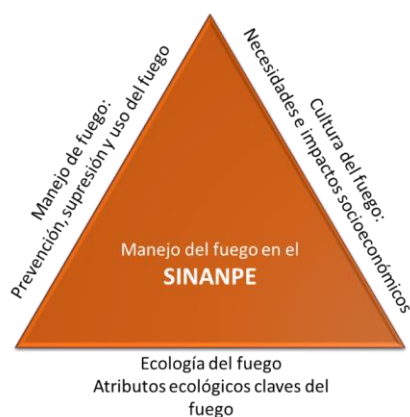 Manejo de fuego:
Prevención, supresión y uso del fuego
Cultura del fuego:
Necesidades e impactos socioeconómicos
Manejo del fuego en el
SINANPE
Ecología del fuego
Atributos ecológicos claves del
fuego